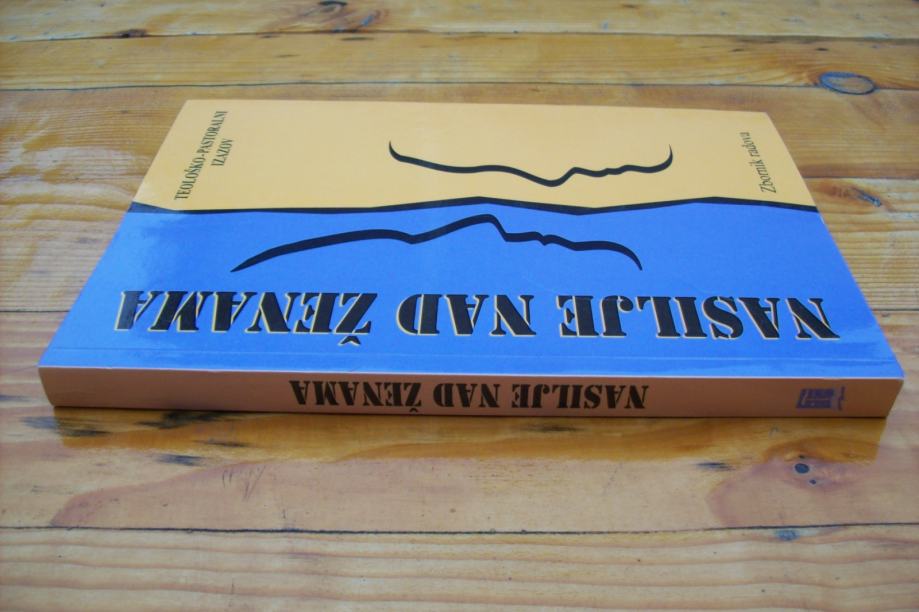 TEOLOŠKO-PASTORALNI
IZAZOV
Zbornik radova
NASILJE NAD ŽENAMA
NASILJE NAD ŽENAMA